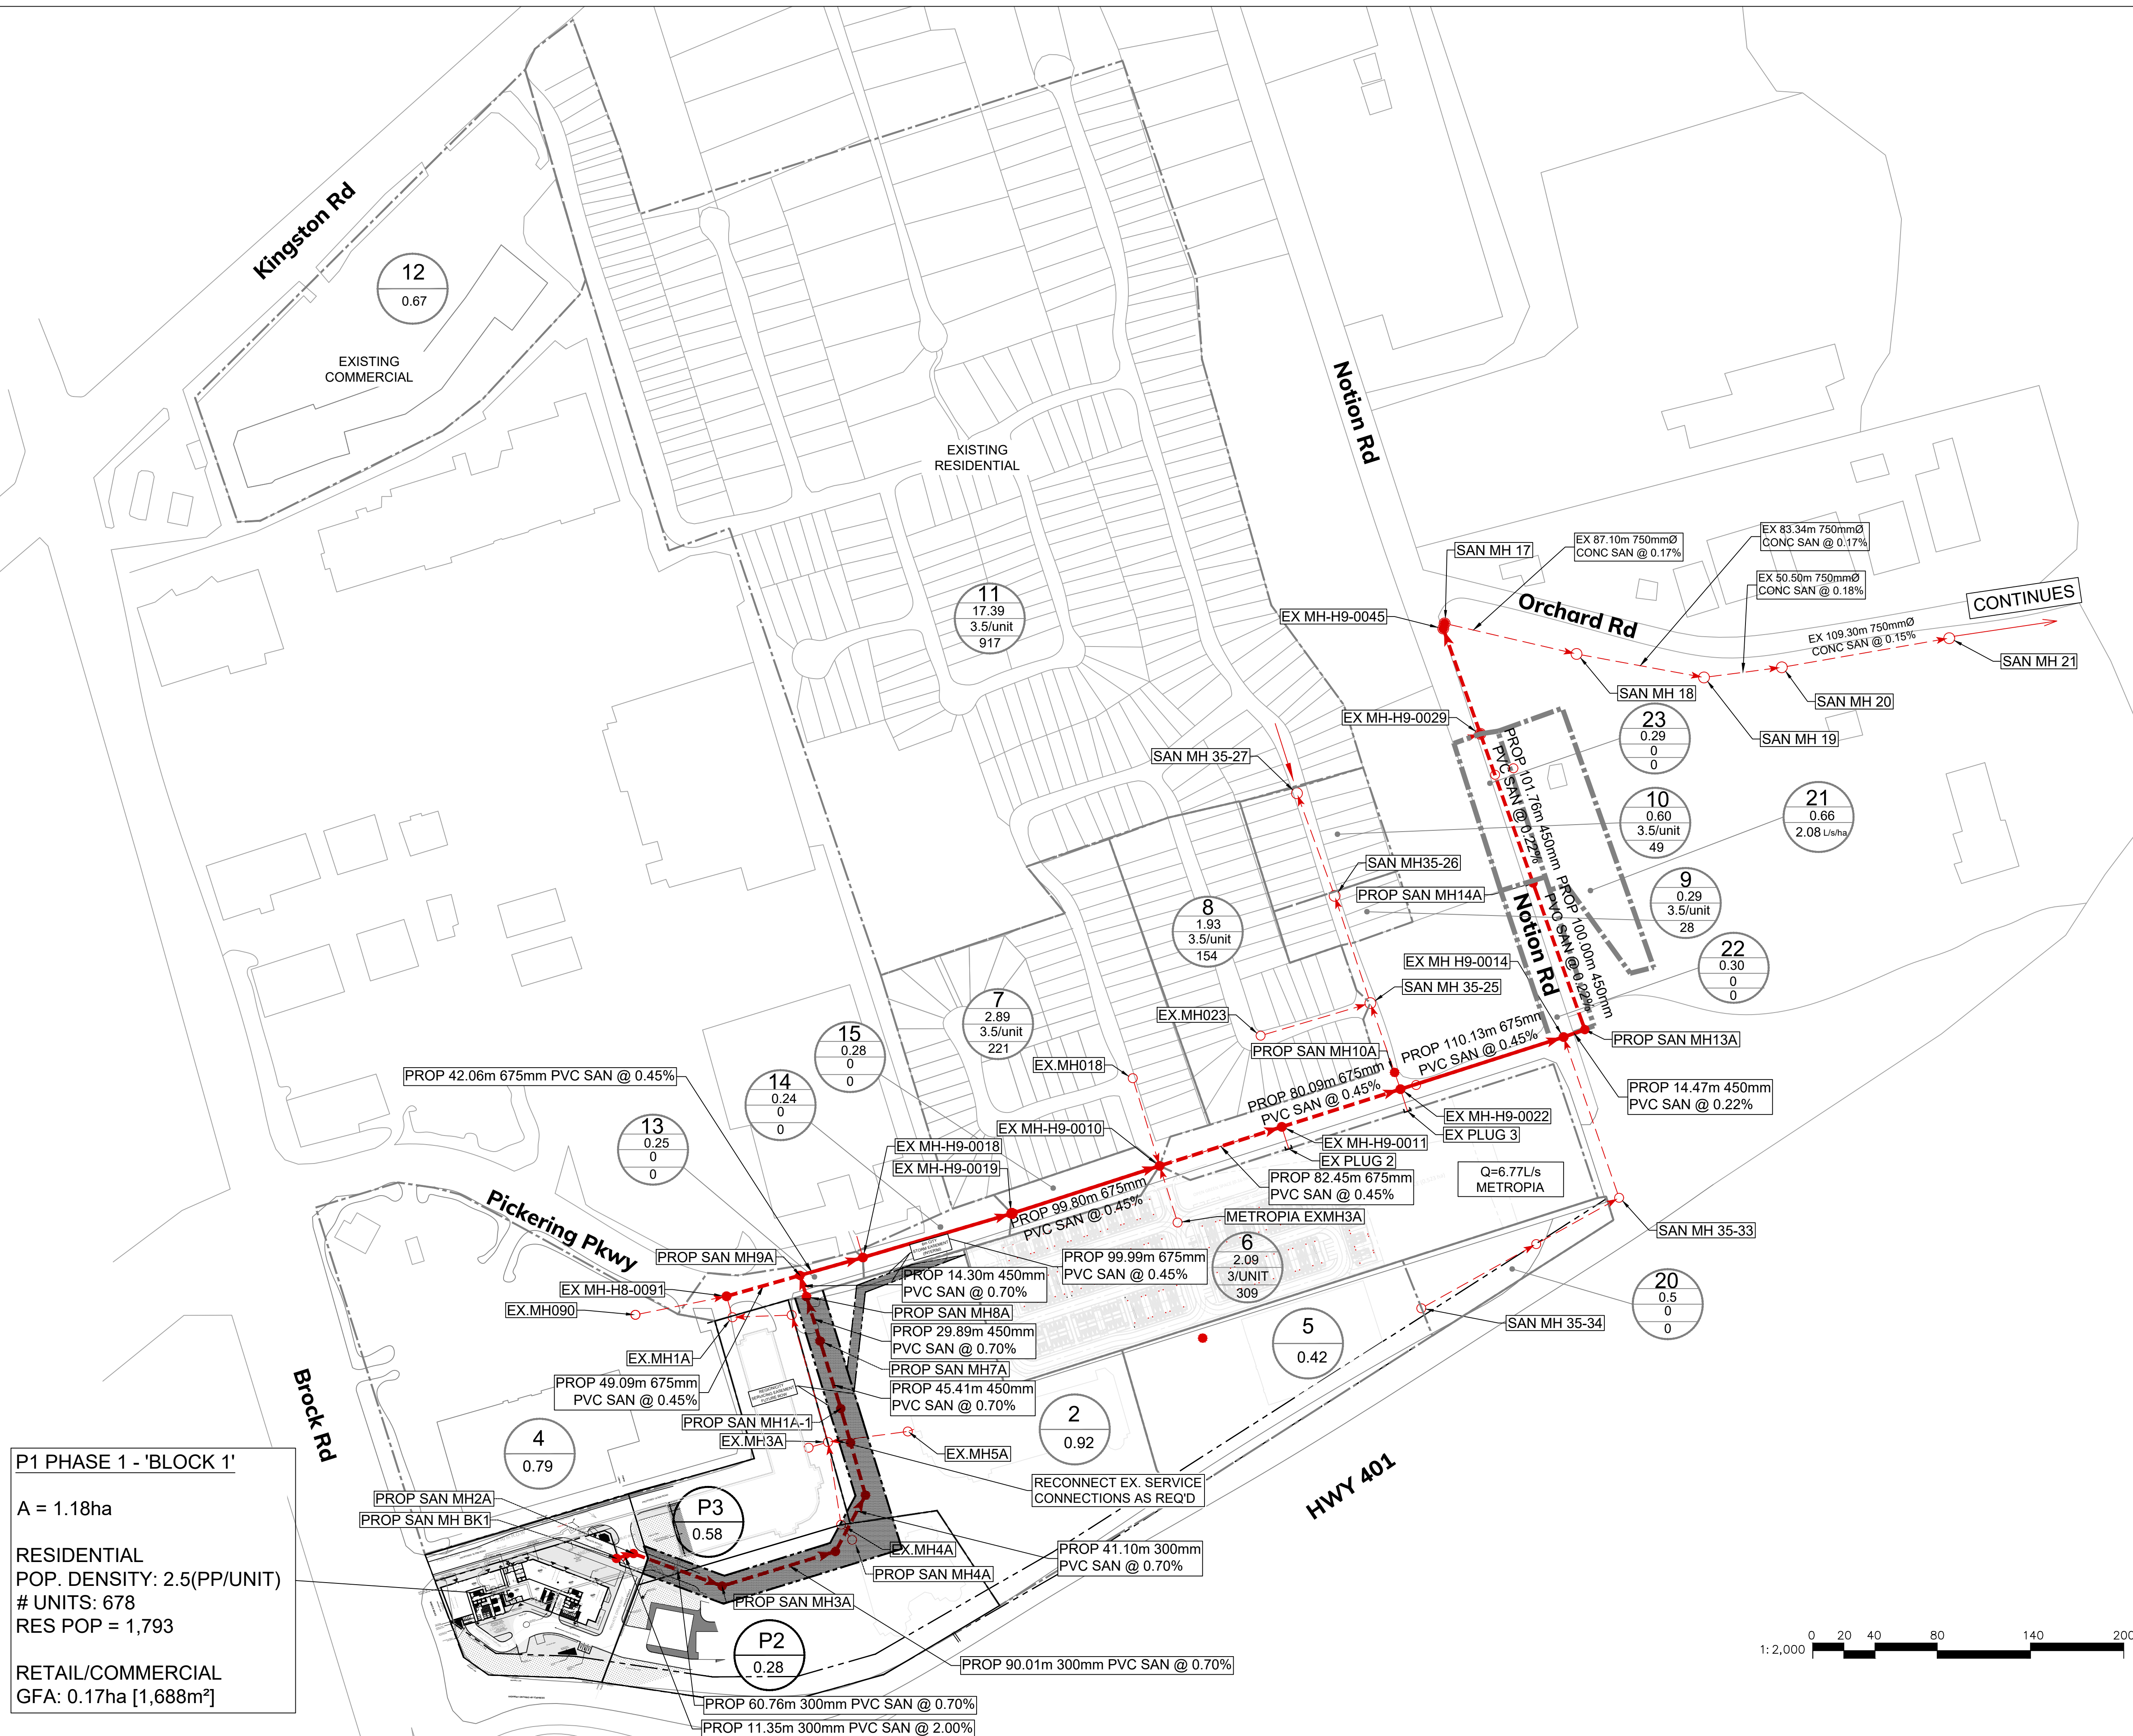 Kingston Rd
12
0.67
EXISTING
COMMERCIAL
EXISTING
RESIDENTIAL
Notion Rd
11
17.39
3.5/unit
917
SAN MH 17
EX 87.10m 750mmØ
CONC SAN @ 0.17%
EX 83.34m 750mmØ
CONC SAN @ 0.17%
EX 50.50m 750mmØ
CONC SAN @ 0.18%
CONTINUES
Orchard Rd
EX MH-H9-0045
EX 109.30m 750mmØ
CONC SAN @ 0.15%
SAN MH 21
SAN MH 18
SAN MH 20
SAN MH 19
EX MH-H9-0029
23
0.29
0
0
SAN MH 35-27
PROP 101.76m 450mm
PVC SAN @ 0.22%
10
0.60
3.5/unit
49
21
0.66
2.08 L/s/ha
SAN MH35-26
PROP SAN MH14A
9
0.29
3.5/unit
28
8
1.93
3.5/unit
154
PROP 100.00m 450mm
PVC SAN @ 0.22%
Notion Rd
22
0.30
0
0
EX MH H9-0014
SAN MH 35-25
7
2.89
3.5/unit
221
EX.MH023
15
0.28
0
0
PROP SAN MH10A
PROP 110.13m 675mm
PVC SAN @ 0.45%
PROP SAN MH13A
EX.MH018
PROP 42.06m 675mm PVC SAN @ 0.45%
14
0.24
0
0
PROP 80.09m 675mm
PVC SAN @ 0.45%
PROP 14.47m 450mm
PVC SAN @ 0.22%
13
0.25
0
0
EX MH-H9-0022
EX PLUG 3
EX MH-H9-0010
EX MH-H9-0011
EX PLUG 2
EX MH-H9-0018
EX MH-H9-0019
Q=6.77L/s
METROPIA
PROP 82.45m 675mm
PVC SAN @ 0.45%
Pickering Pkwy
PROP 99.80m 675mm
PVC SAN @ 0.45%
METROPIA EXMH3A
SAN MH 35-33
PROP SAN MH9A
PROP 99.99m 675mm
PVC SAN @ 0.45%
6
2.09
3/UNIT
309
EX MH-H8-0091
EX.MH090
PROP 14.30m 450mm
PVC SAN @ 0.70%
PROP SAN MH8A
20
0.5
0
0
PROP 29.89m 450mm
PVC SAN @ 0.70%
5
0.42
SAN MH 35-34
EX.MH1A
PROP SAN MH7A
PROP 49.09m 675mm
PVC SAN @ 0.45%
PROP 45.41m 450mm
PVC SAN @ 0.70%
Brock Rd
PROP SAN MH1A-1
2
0.92
EX.MH3A
EX.MH5A
4
0.79
RECONNECT EX. SERVICE
CONNECTIONS AS REQ'D
HWY 401
P1 PHASE 1 - 'BLOCK 1'
A = 1.18ha
RESIDENTIAL
POP. DENSITY: 2.5(PP/UNIT)
# UNITS: 678
RES POP = 1,793
RETAIL/COMMERCIAL
GFA: 0.17ha [1,688m²]
PROP SAN MH2A
PROP SAN MH BK1
P3
0.58
EX.MH4A
PROP SAN MH4A
PROP 41.10m 300mm
PVC SAN @ 0.70%
PROP SAN MH3A
P2
0.28
PROP 90.01m 300mm PVC SAN @ 0.70%
PROP 60.76m 300mm PVC SAN @ 0.70%
PROP 11.35m 300mm PVC SAN @ 2.00%
1:2,000
0 20 40 80 140 200